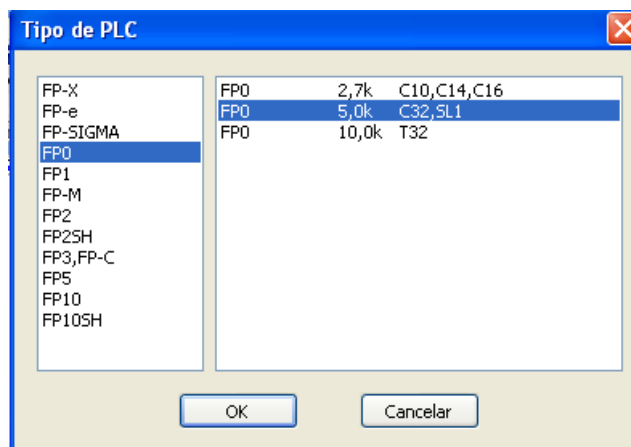 Tipo de PLC
FP-X
FP-e
FP-SIGMA
FP0
FP1
FP-M
FP2
FP2SH
FP3,FP-C
FP5
FP10
FP10SH
FP0 2,7k C10,C14,C16
FP0 5,0k C32,SL1
FP0 10,0k T32
OK Cancelar